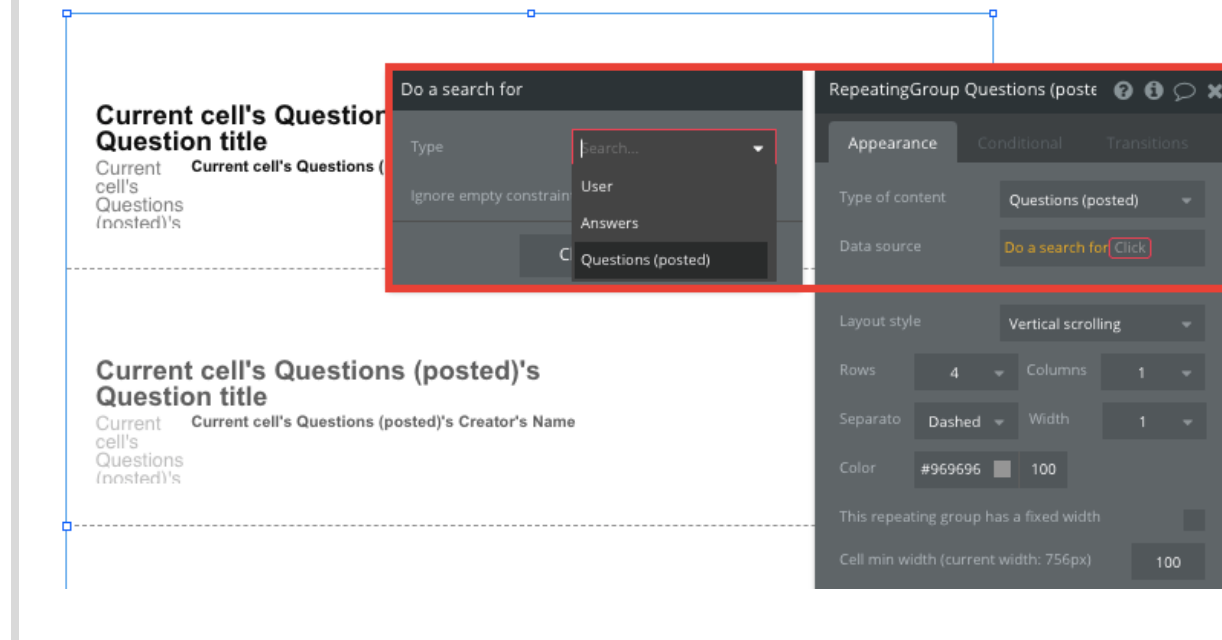 Current cell's Question
Question title
Current
cell's
Questions
(posted)'s
Current cell's Questions (
Do a search for
Type
Search...
Ignore empty constrain
User
Answers
Questions (posted)
RepeatingGroup Questions (poste
Appearance
Conditional
Transitions
Type of content
Questions (posted)
Data source
Do a search for Click
Layout style
Vertical scrolling
Rows
4
Columns
1
Separato
Dashed
Width
1
Color
#969696
100
This repeating group has a fixed width
Cell min width (current width: 756px)
100
Current cell's Questions (posted)'s
Question title
Current
cell's
Questions
(posted)'s
Current cell's Questions (posted)'s Creator's Name